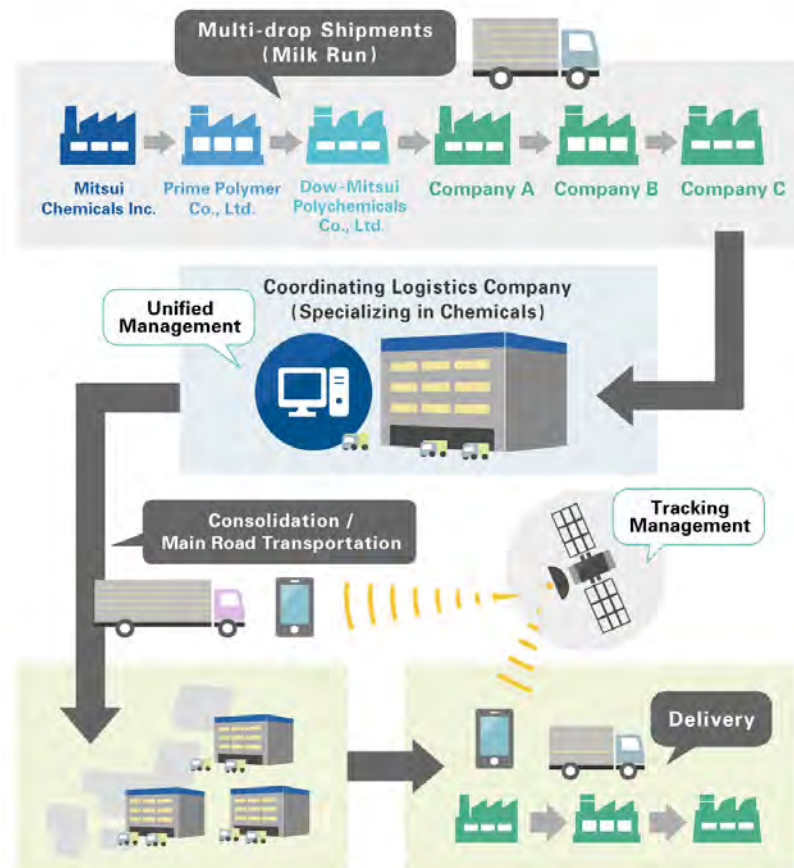 Multi-drop Shipments
(Milk Run)
Mitsui
Chemicals Inc.
Prime Polymer
Co., Ltd.
Dow-Mitsui
Polychemicals
Co., Ltd.
Company A
Company B
Company C
Coordinating Logistics Company
(Specializing in Chemicals)
Unified
Management
Consolidation /
Main Road Transportation
Tracking
Management
Delivery